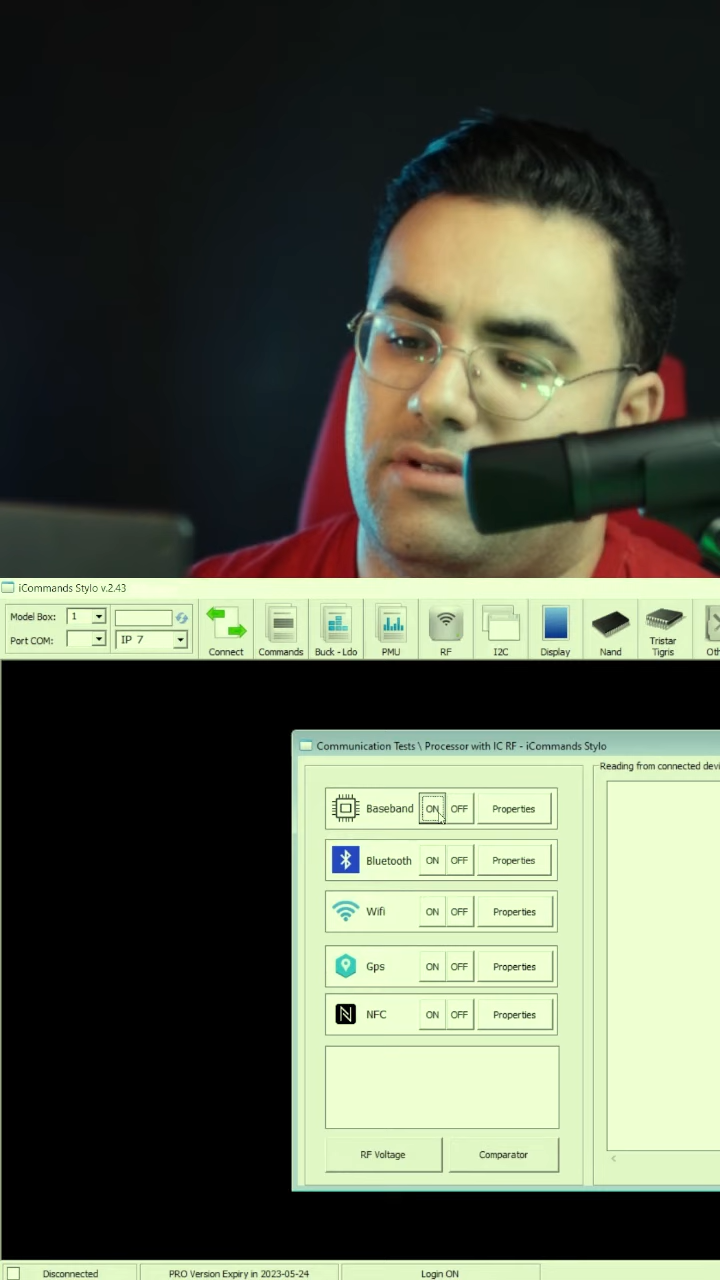 iCommands Stylo v.2.43
Model Box: 1
Port COM: IP 7
Connect
Commands
Buck - Ldo
PMU
RF
I2C
Display
Nand
Tristar
Tigris
Communication Tests \ Processor with IC RF - iCommands Stylo
Reading from connected
Baseband ON OFF Properties
Bluetooth ON OFF Properties
Wifi ON OFF Properties
Gps ON OFF Properties
NFC ON OFF Properties
RF Voltage
Comparator
Disconnected
PRO Version Expiry in 2023-05-24
Login ON